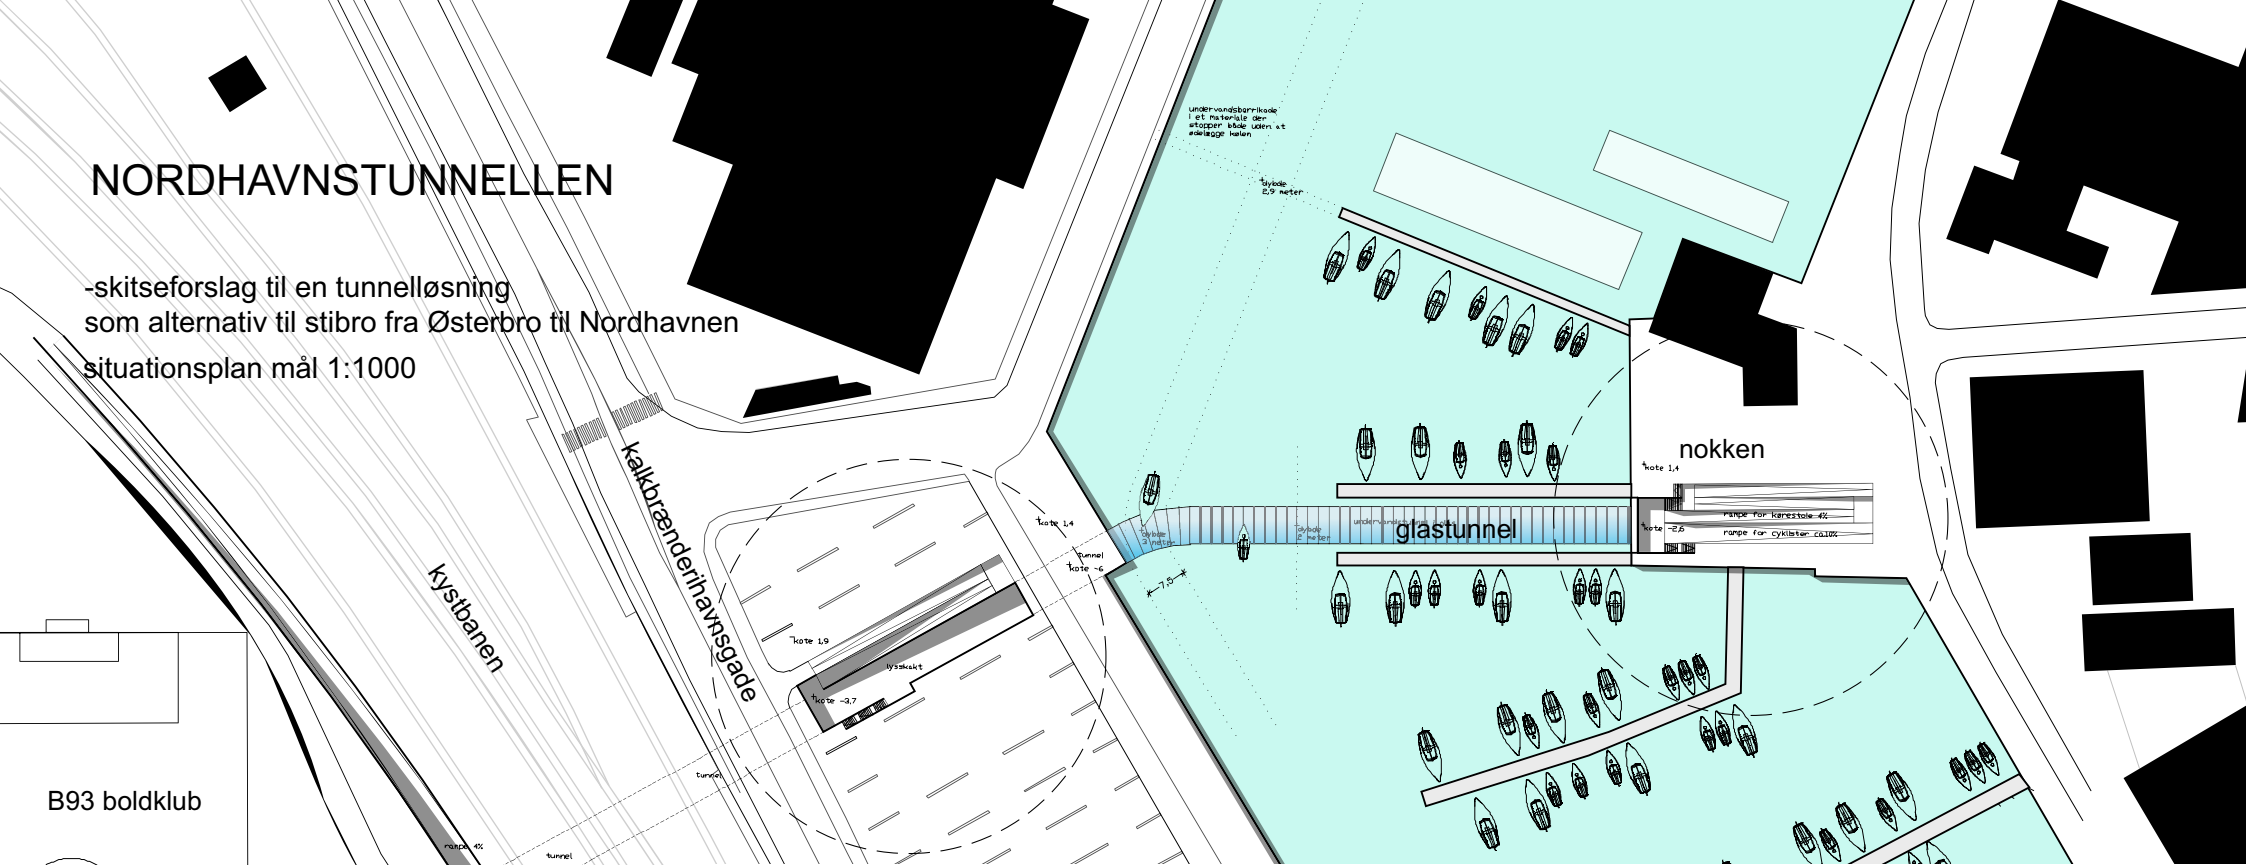 NORDHAVNSTUNNELLEN
-skitseforslag til en tunnelløsning
som alternativ til stibro fra Østerbro til Nordhavnen
situationsplan mål 1:1000
undervandsbarrikade
i et materiale der
stopper både uden at
ødelægge kølen
dybde
2,9 meter
kalkbrænderihavnsgade
kystbanen
B93 boldklub
nokken
kote 1,4
kote 1,4
tunnel
kote -6
dybde
3 meter
7,5
dybde
2 meter
glastunnel
kote -2,6
rampe for kørestole 4%
rampe for cyklister ca.10%
kote 1,9
lysskakt
kote -3,7
tunnel
rampe 4%
tunnel